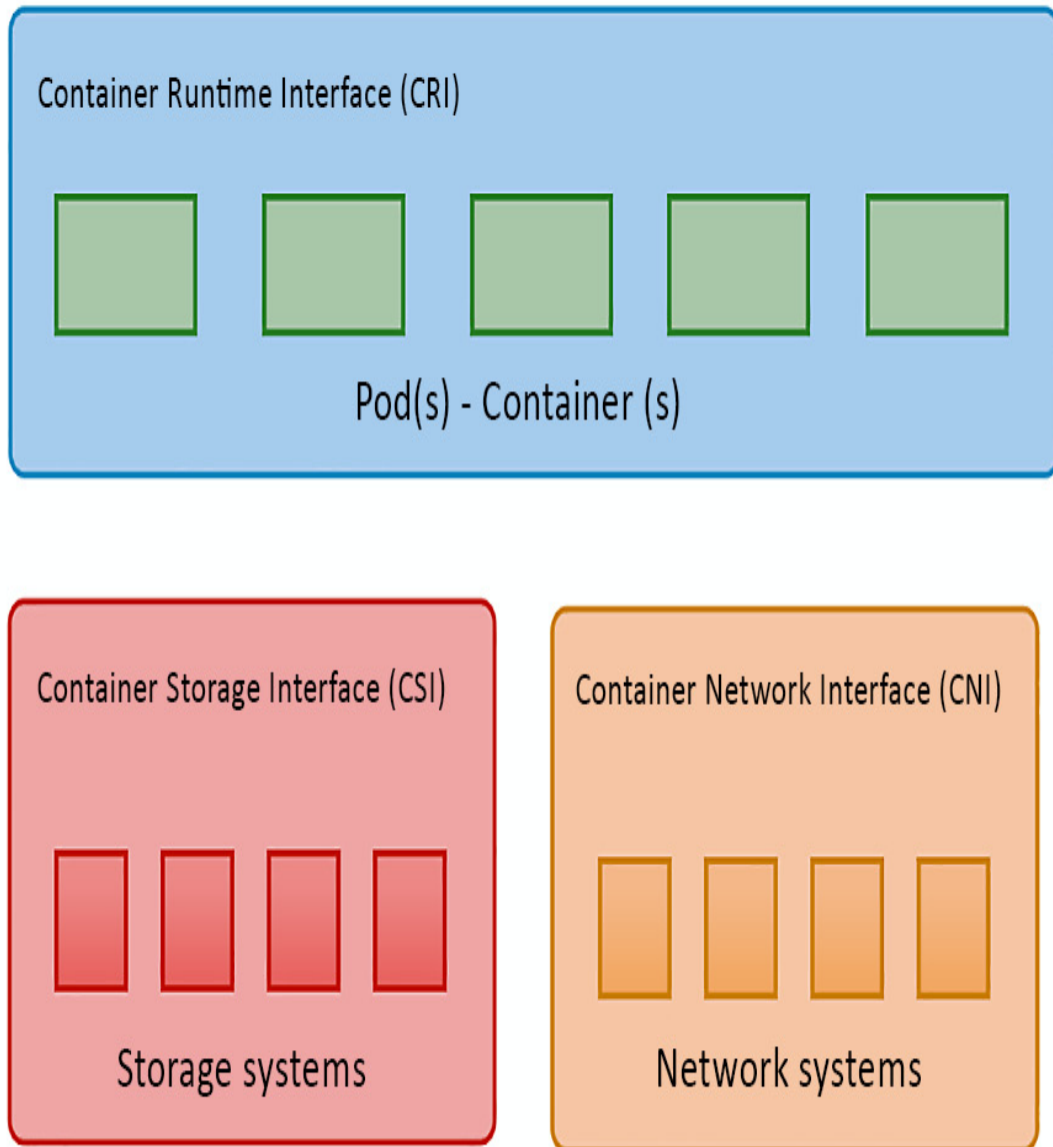 Container Runtime Interface (CRI)
Pod(s) - Container (s)
Container Storage Interface (CSI)
Container Network Interface (CNI)
Storage systems
Network systems